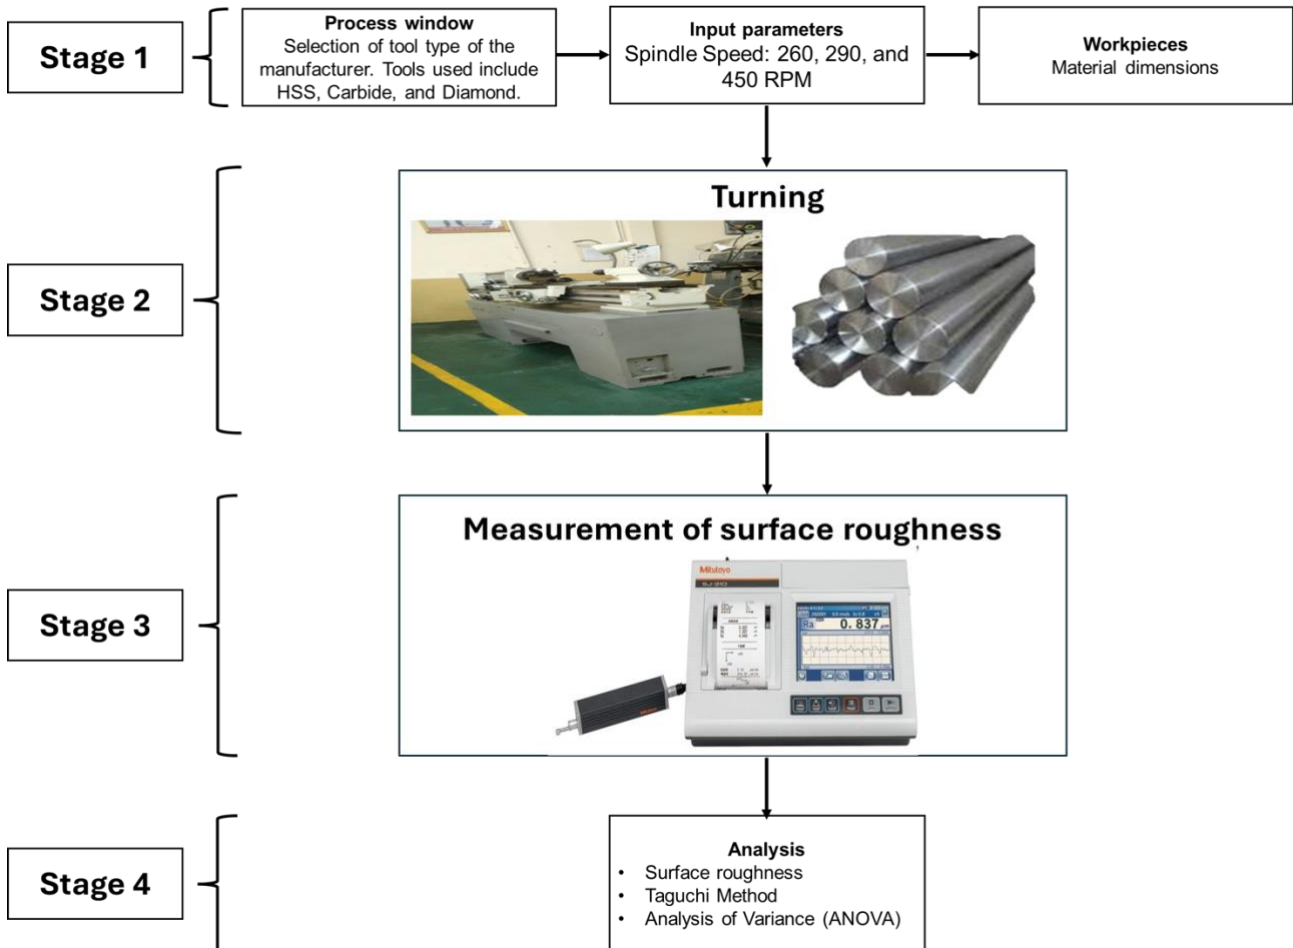 Stage 1
Process window
Selection of tool type of the
manufacturer. Tools used include
HSS, Carbide, and Diamond.
Input parameters
Spindle Speed: 260, 290, and
450 RPM
Workpieces
Material dimensions
Stage 2
Turning
Stage 3
Measurement of surface roughness
Mitutoyo
SJ-310
Ra 0.837
Stage 4
Analysis
• Surface roughness
• Taguchi Method
• Analysis of Variance (ANOVA)